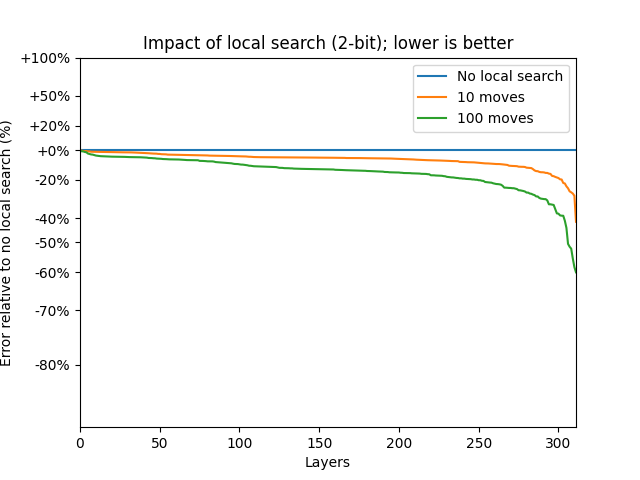 Impact of local search (2-bit); lower is better
+100%
+50%
+20%
+0%
-20%
-40%
-50%
-60%
-70%
-80%
Error relative to no local search (%)
No local search
10 moves
100 moves
0 50 100 150 200 250 300
Layers